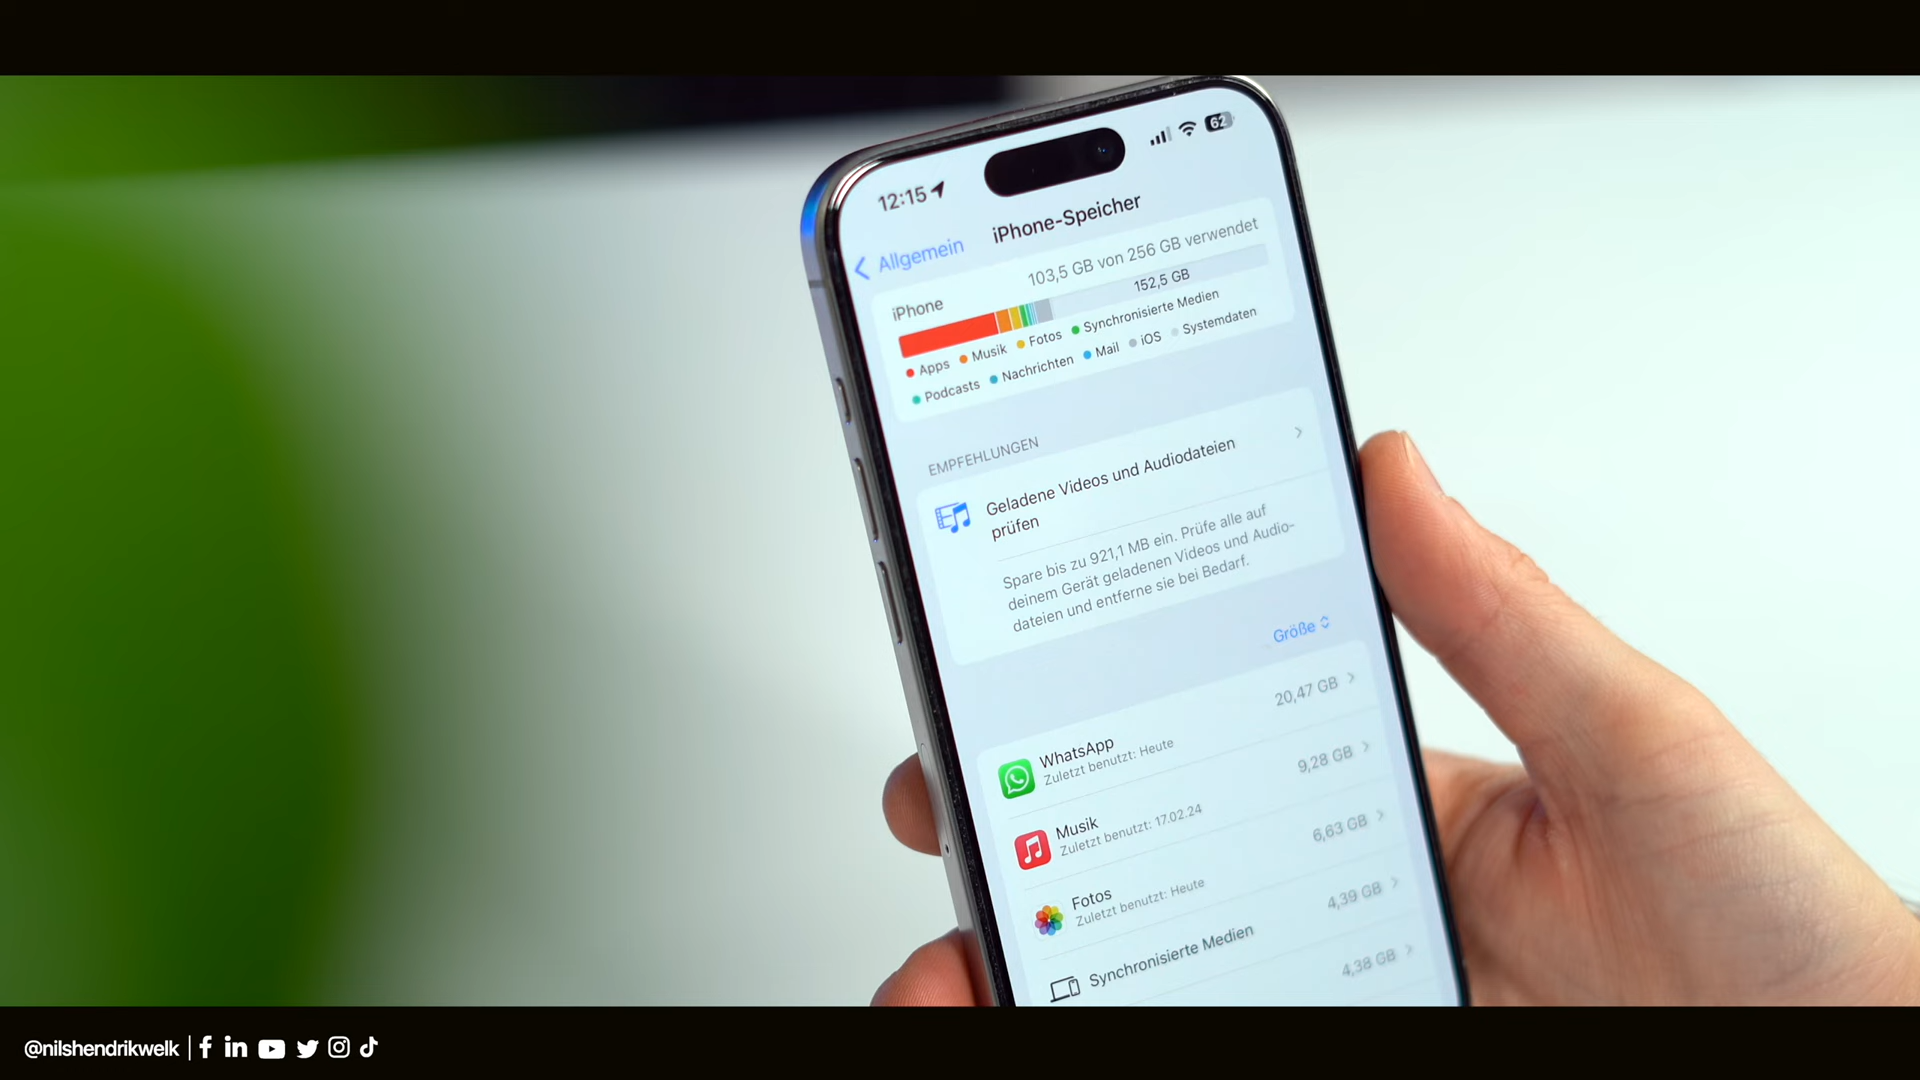 12:15
62
Allgemein
iPhone-Speicher
iPhone
103,5 GB von 256 GB verwendet
152,5 GB
Apps Musik Fotos Synchronisierte Medien
Podcasts Nachrichten Mail iOS Systemdaten
EMPFEHLUNGEN
Geladene Videos und Audiodateien
prüfen
Spare bis zu 921,1 MB ein. Prüfe alle auf
deinem Gerät geladenen Videos und Audio-
dateien und entferne sie bei Bedarf.
Größe
WhatsApp
Zuletzt benutzt: Heute
20,47 GB
Musik
Zuletzt benutzt: 17.02.24
9,28 GB
Fotos
Zuletzt benutzt: Heute
6,63 GB
Synchronisierte Medien
4,39 GB
4,38 GB
@nilshendrikwelk